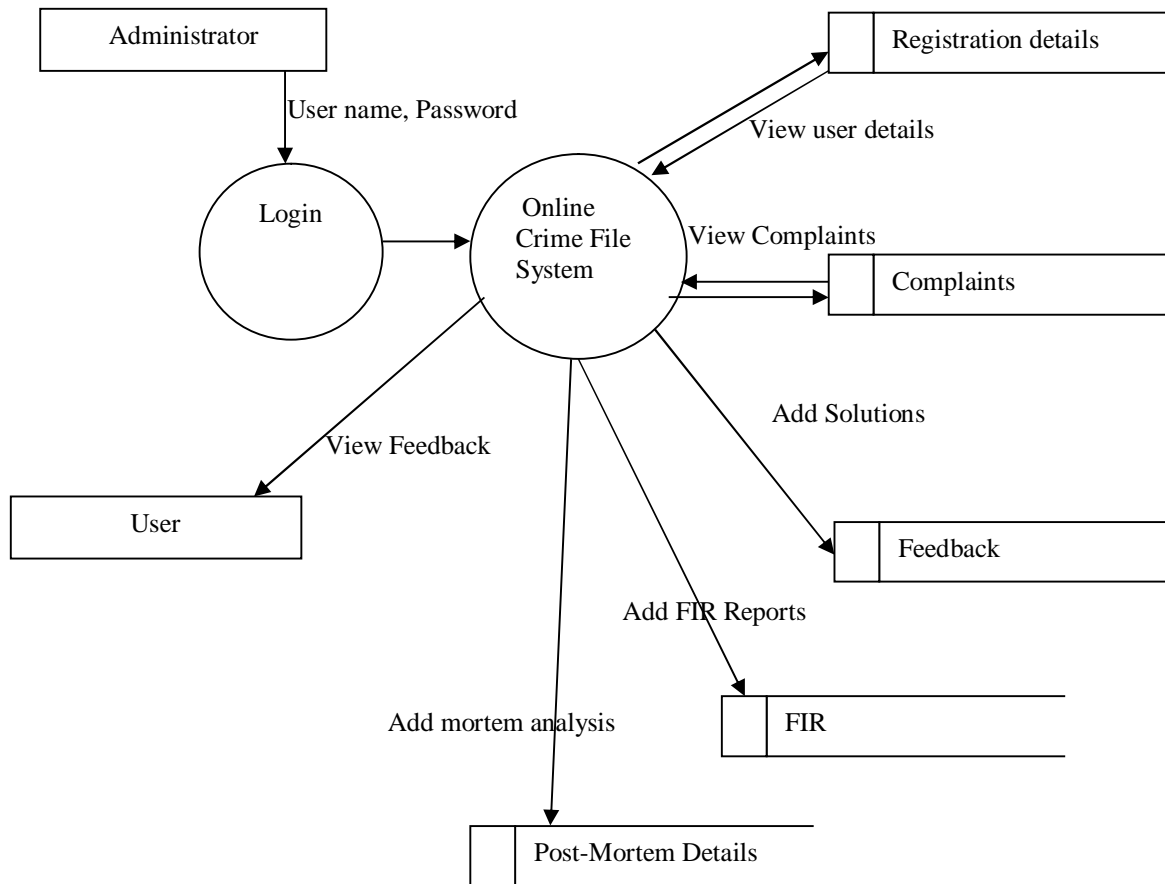 Administrator
Registration details
User name, Password
View user details
Login
Online
Crime File
System
View Complaints
Complaints
Add Solutions
View Feedback
User
Feedback
Add FIR Reports
Add mortem analysis
FIR
Post-Mortem Details